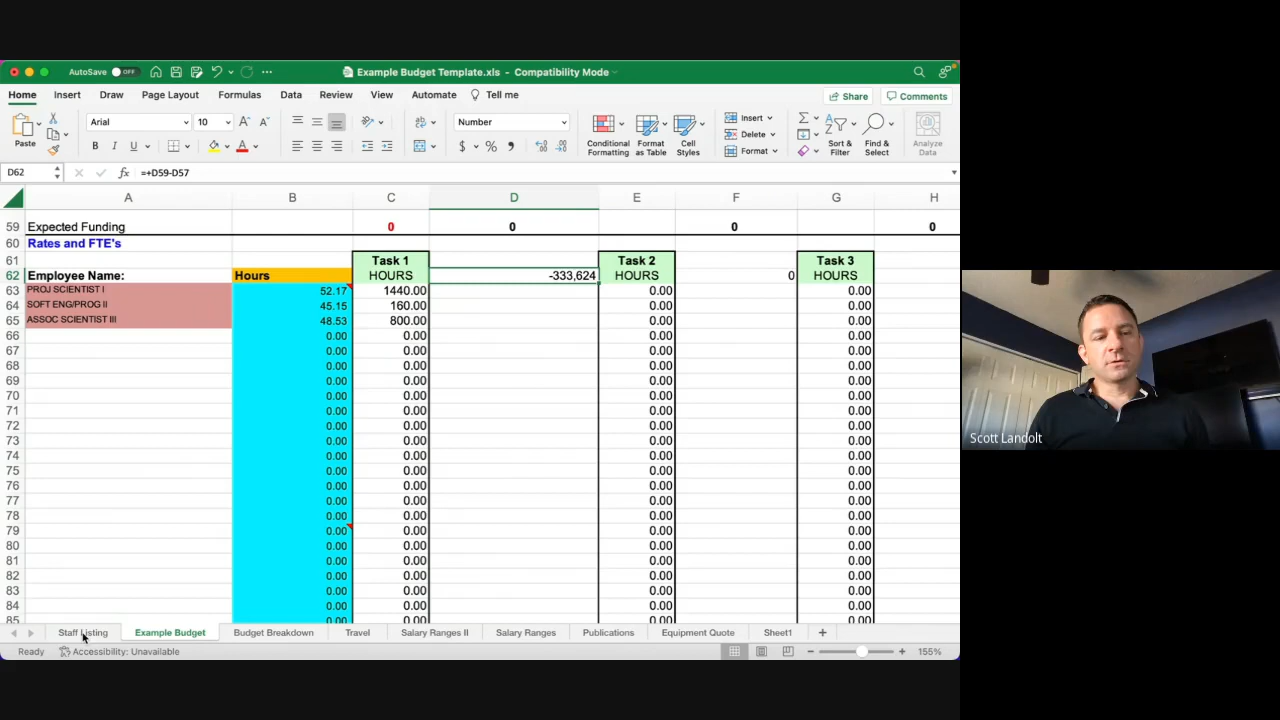 AutoSave OFF Example Budget Template.xls - Compatibility Mode
Home Insert Draw Page Layout Formulas Data Review View Automate Tell me Share Comments
Paste Arial 10 Number Conditional Formatting Format as Table Cell Styles Insert Delete Format Sort & Filter Find & Select Analyze Data
B I U A $ %
D62 fx =+D59-D57
A B C D E F G H
59 Expected Funding 0 0 0 0
60 Rates and FTE's
61 Task 1 Task 2 Task 3
62 Employee Name: Hours HOURS -333,624 HOURS 0 HOURS
63 PROJ SCIENTIST I 52.17 1440.00 0.00 0.00
64 SOFT ENG/PROG II 45.15 160.00 0.00 0.00
65 ASSOC SCIENTIST III 48.53 800.00 0.00 0.00
66 0.00 0.00 0.00 0.00
67 0.00 0.00 0.00 0.00
68 0.00 0.00 0.00 0.00
69 0.00 0.00 0.00 0.00
70 0.00 0.00 0.00 0.00
71 0.00 0.00 0.00 0.00
72 0.00 0.00 0.00 0.00
73 0.00 0.00 0.00 0.00
74 0.00 0.00 0.00 0.00
75 0.00 0.00 0.00 0.00
76 0.00 0.00 0.00 0.00
77 0.00 0.00 0.00 0.00
78 0.00 0.00 0.00 0.00
79 0.00 0.00 0.00 0.00
80 0.00 0.00 0.00 0.00
81 0.00 0.00 0.00 0.00
82 0.00 0.00 0.00 0.00
83 0.00 0.00 0.00 0.00
84 0.00 0.00 0.00 0.00
85
Staff Listing Example Budget Budget Breakdown Travel Salary Ranges II Salary Ranges Publications Equipment Quote Sheet1 +
Ready Accessibility: Unavailable 155%
Scott Landolt